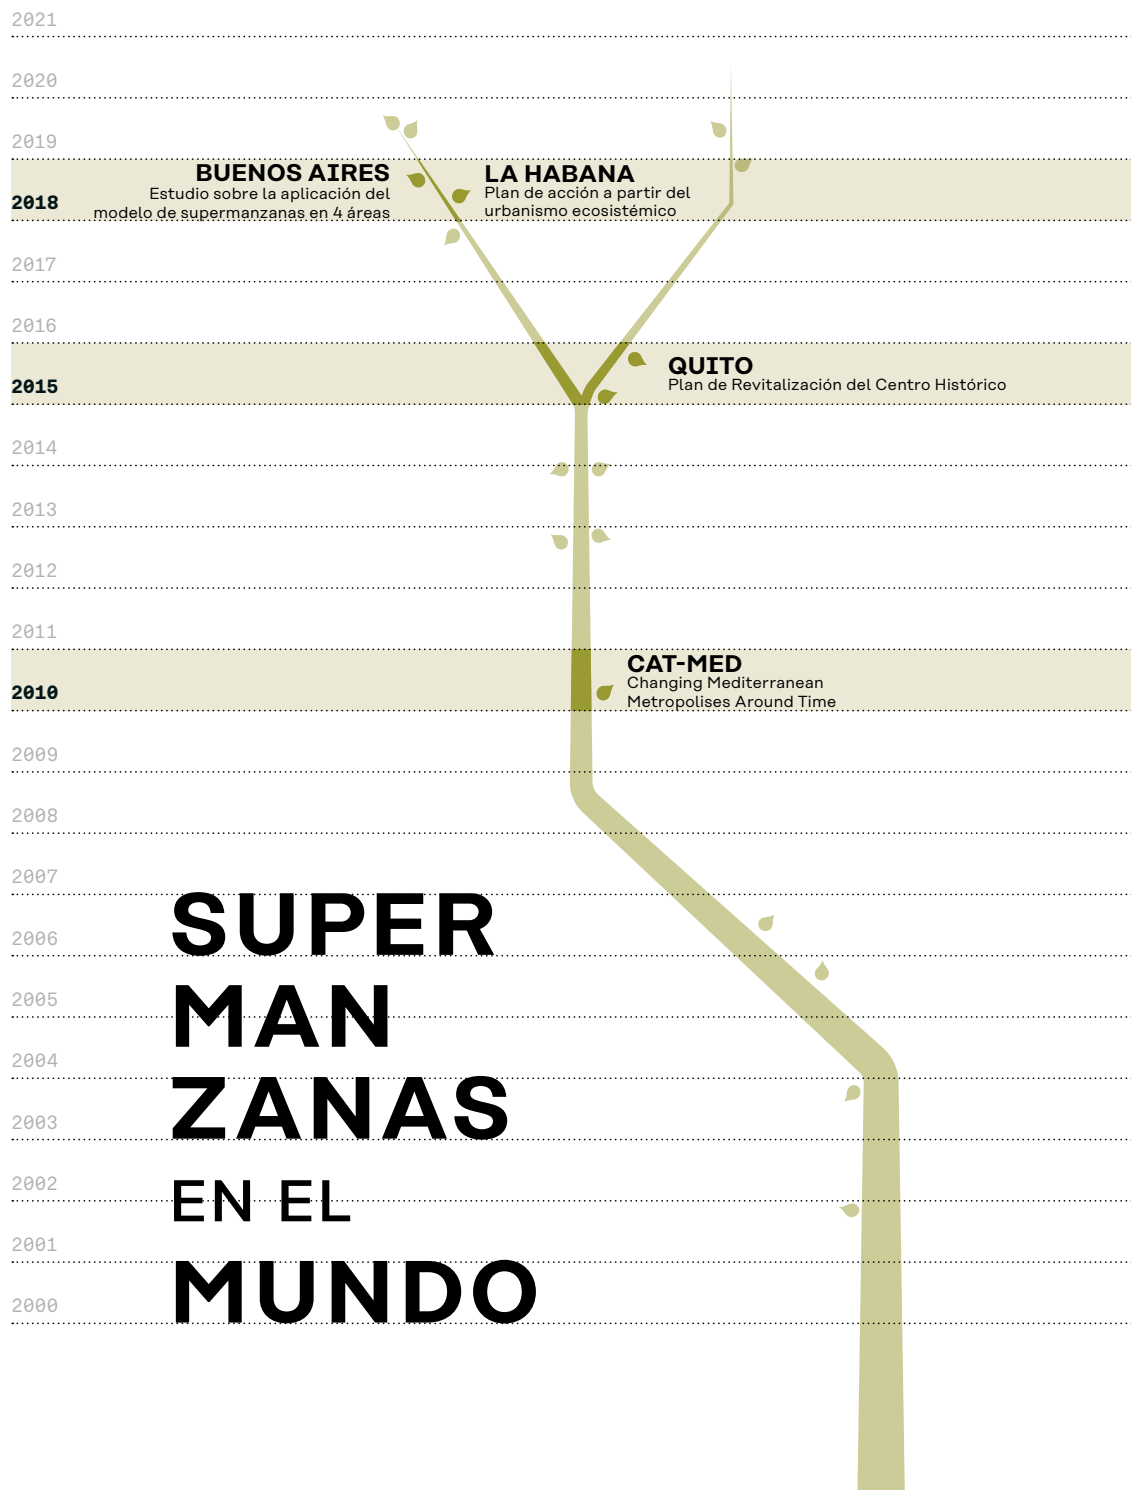 2021
2020
2019
BUENOS AIRES
Estudio sobre la aplicación del
modelo de supermanzanas en 4 áreas
LA HABANA
Plan de acción a partir del
urbanismo ecosistémico
2018
2017
2016
QUITO
Plan de Revitalización del Centro Histórico
2015
2014
2013
2012
2011
CAT-MED
Changing Mediterranean
Metropolises Around Time
2010
2009
2008
2007
SUPER
2006
MAN
2005
2004
ZANAS
2003
EN EL
2002
2001
MUNDO
2000